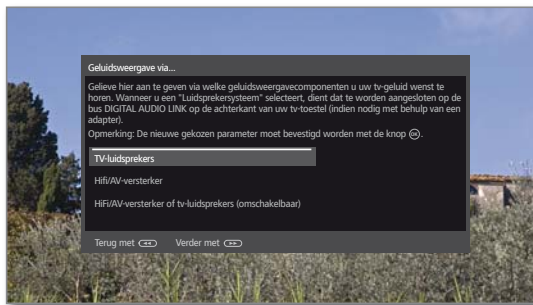 Geluidsweergave via...
Gelieve hier aan te geven via welke geluidsweergavecomponenten u uw tv-geluid wenst te
horen. Wanneer u een "Luidsprekersysteem" selecteert, dient dat te worden aangesloten op de
bus DIGITAL AUDIO LINK op de achterkant van uw tv-toestel (indien nodig met behulp van een
adapter).
Opmerking: De nieuwe gekozen parameter moet bevestigd worden met de knop OK.
TV-luidsprekers
Hifi/AV-versterker
HiFi/AV-versterker of tv-luidsprekers (omschakelbaar)
Terug met ◄◄ Verder met ►►